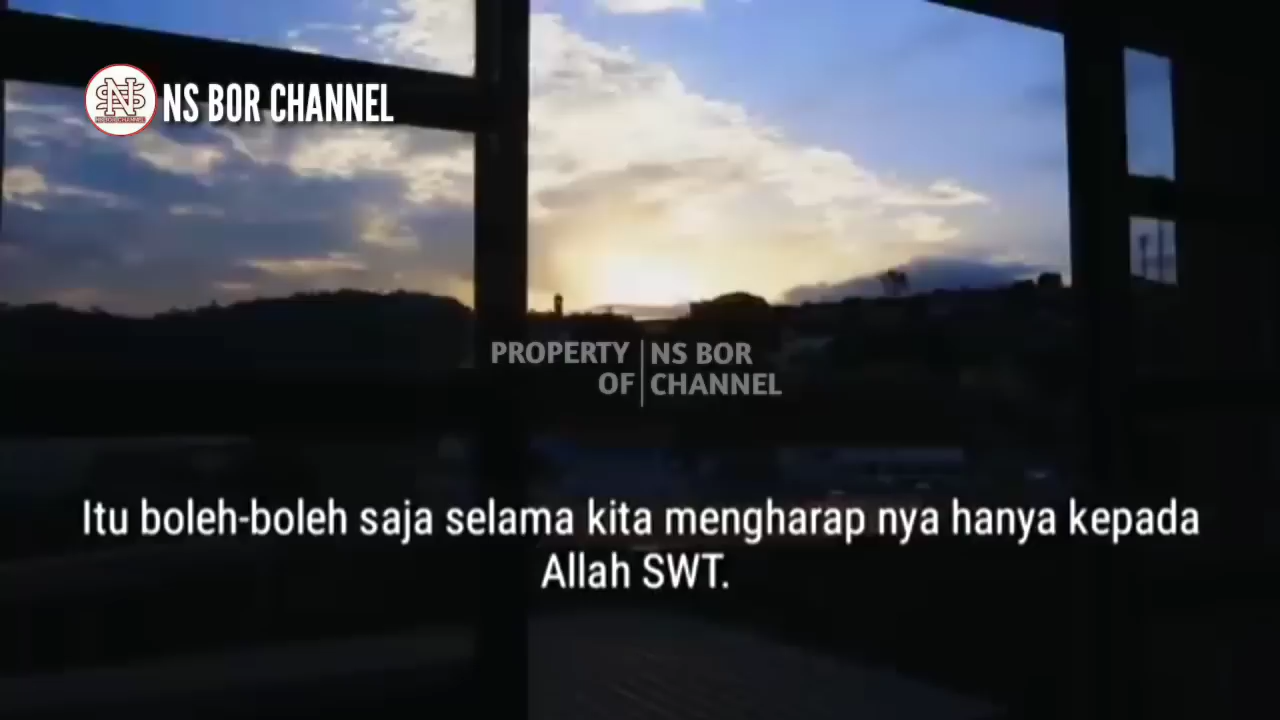 NS BOR CHANNEL
PROPERTY OF
NS BOR CHANNEL
Itu boleh-boleh saja selama kita mengharap nya hanya kepada
Allah SWT.